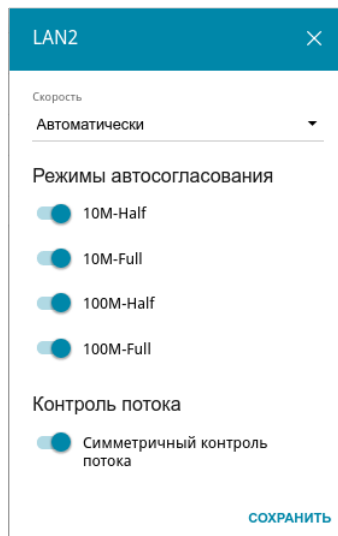 LAN2
Скорость
Автоматически
Режимы автосогласования
10M-Half
10M-Full
100M-Half
100M-Full
Контроль потока
Симметричный контроль
потока
СОХРАНИТЬ